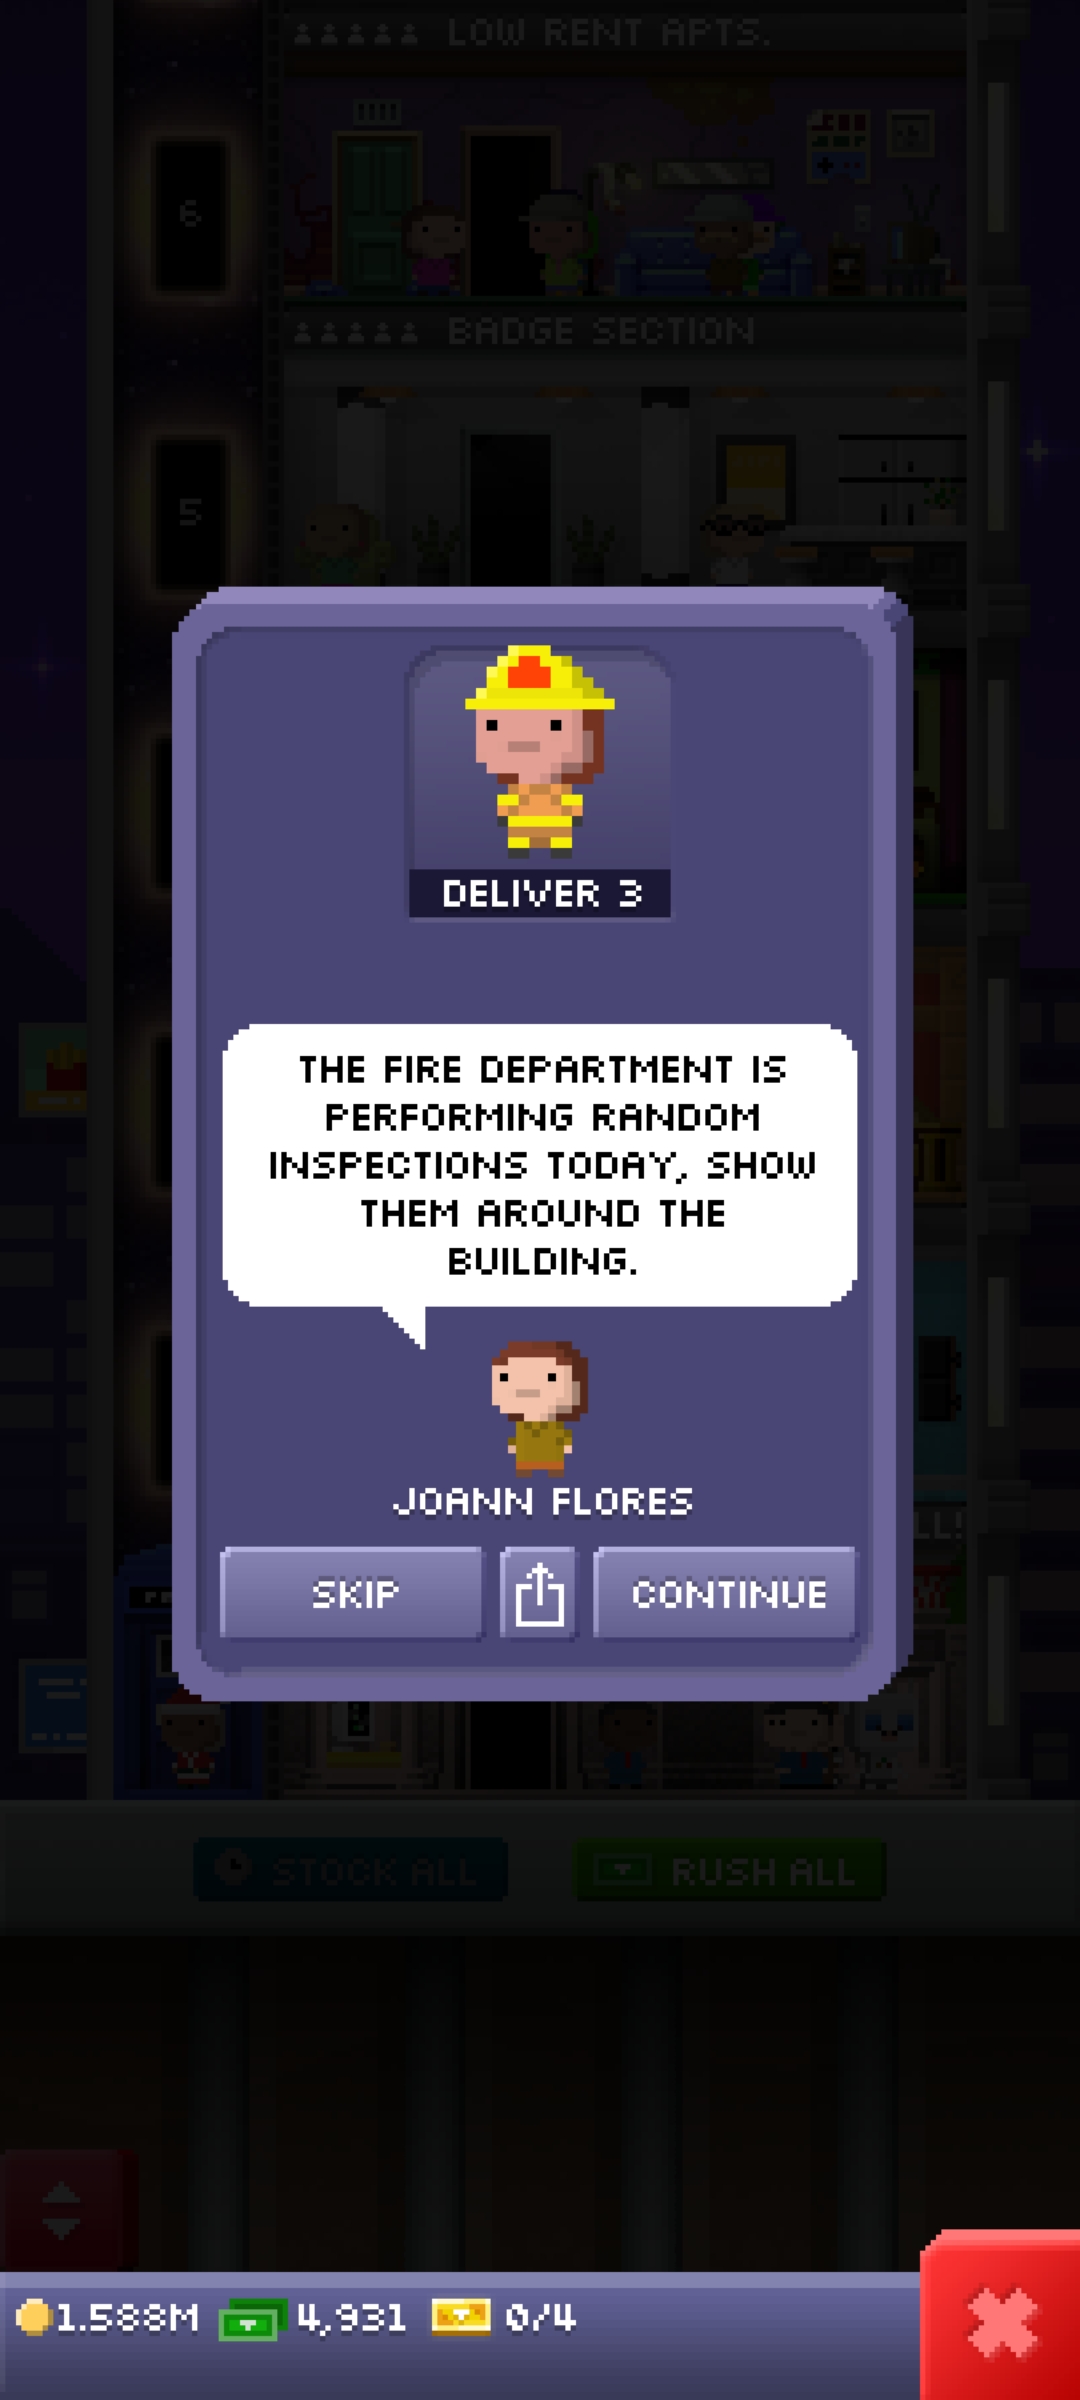 LOW RENT APTS.
6
BADGE SECTION
5
DELIVER 3
THE FIRE DEPARTMENT IS
PERFORMING RANDOM
INSPECTIONS TODAY, SHOW
THEM AROUND THE
BUILDING.
JOANN FLORES
SKIP
CONTINUE
STOCK ALL
RUSH ALL
1.588M
4,931
0/4